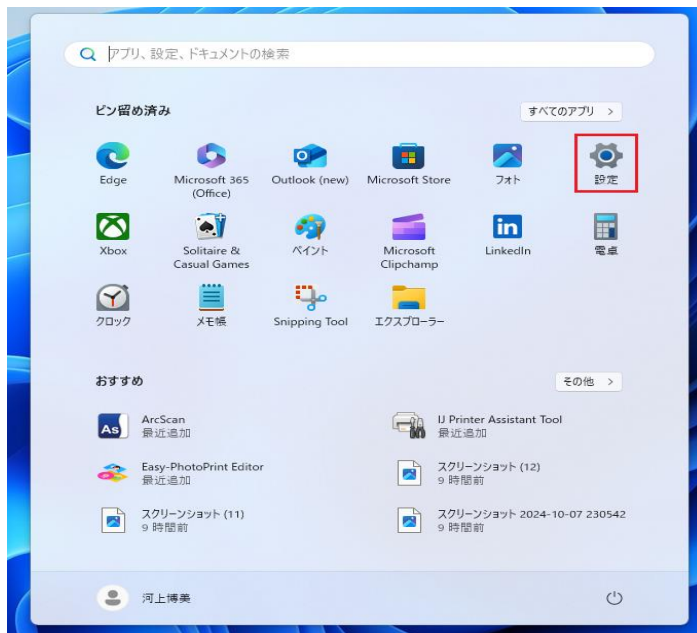 アプリ、設定、ドキュメントの検索
ピン留め済み
すべてのアプリ >
Edge
Microsoft 365
(Office)
Outlook (new)
Microsoft Store
フォト
設定
Xbox
Solitaire &
Casual Games
ペイント
Microsoft
Clipchamp
in
LinkedIn
電卓
クロック
メモ帳
Snipping Tool
エクスプローラー
おすすめ
その他 >
As
ArcScan
最近追加
IJ Printer Assistant Tool
最近追加
Easy-PhotoPrint Editor
最近追加
スクリーンショット (12)
9 時間前
スクリーンショット (11)
9 時間前
スクリーンショット 2024-10-07 230542
9 時間前
河上博美